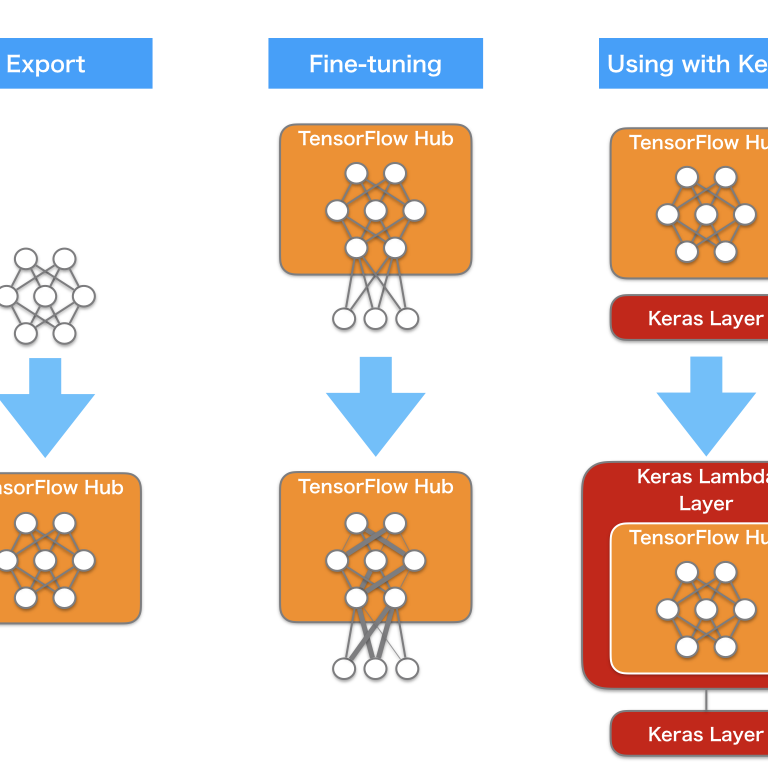 Export
Fine-tuning
Using with Ke
TensorFlow Hub
TensorFlow Hu
Keras Layer
nsorFlow Hub
TensorFlow Hub
Keras Lambda
Layer
TensorFlow Hu
Keras Layer